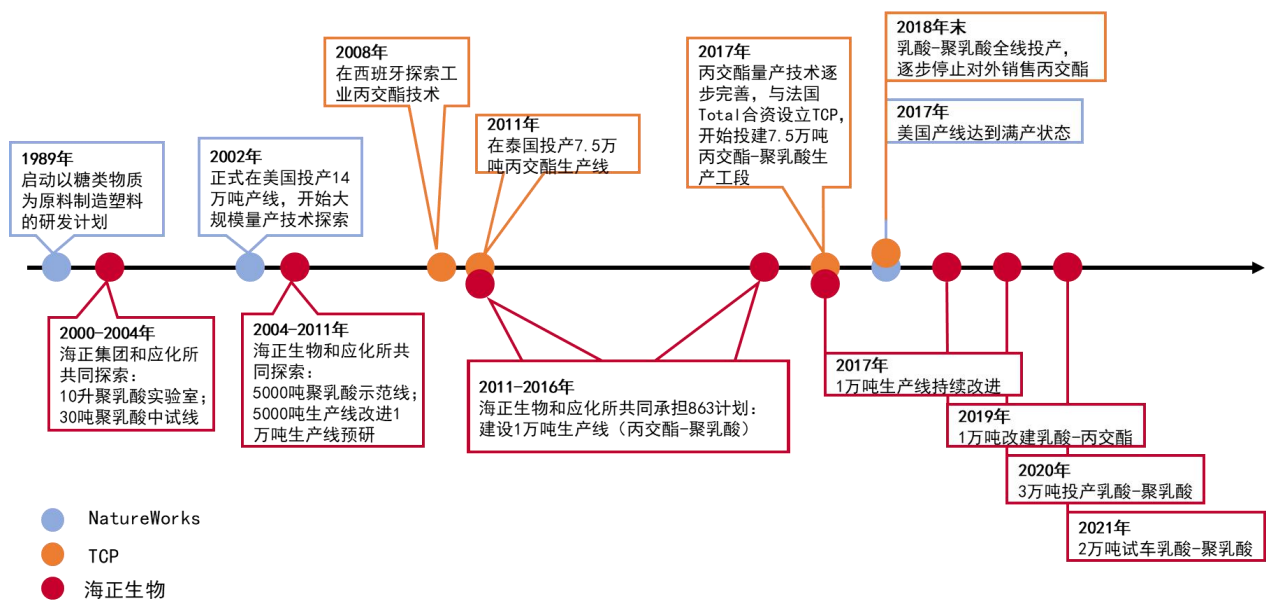 1989年
启动以糖类物质
为原料制造塑料
的研发计划
2002年
正式在美国投产14
万吨产线，开始大
规模量产技术探索
2008年
在西班牙探索工
业丙交酯技术
2011年
在泰国投产7.5万
吨丙交酯生产线
2017年
丙交酯量产技术逐
步完善，与法国
Total合资设立TCP，
开始投建7.5万吨
丙交酯-聚乳酸生
产工段
2018年末
乳酸-聚乳酸全线投产，
逐步停止对外销售丙交酯
2017年
美国产线达到满产状态
2000-2004年
海正集团和应化所
共同探索：
10升聚乳酸实验室；
30吨聚乳酸中试线
2004-2011年
海正生物和应化所共
同探索：
5000吨聚乳酸示范线；
5000吨生产线改进1
万吨生产线预研
2011-2016年
海正生物和应化所共同承担863计划：
建设1万吨生产线（丙交酯-聚乳酸）
2017年
1万吨生产线持续改进
2019年
1万吨改建乳酸-丙交酯
2020年
3万吨投产乳酸-聚乳酸
2021年
2万吨试车乳酸-聚乳酸
NatureWorks
TCP
海正生物